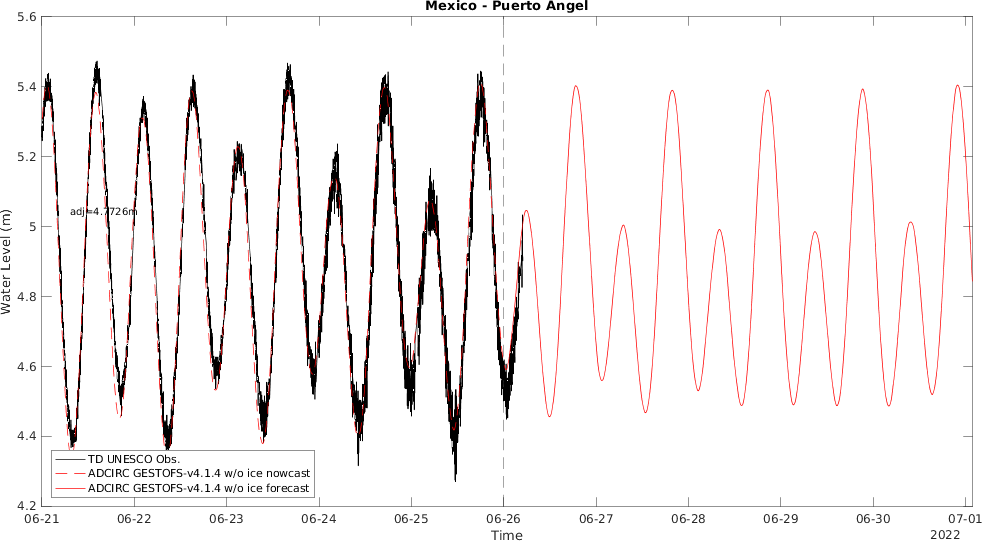 Mexico - Puerto Angel
5.6
5.4
5.2
5
4.8
4.6
4.4
4.2
Water Level (m)
adj=4.7726m
TD UNESCO Obs.
ADCIRC GESTOFS-v4.1.4 w/o ice nowcast
ADCIRC GESTOFS-v4.1.4 w/o ice forecast
06-21 06-22 06-23 06-24 06-25 06-26 06-27 06-28 06-29 06-30 07-01
Time
2022